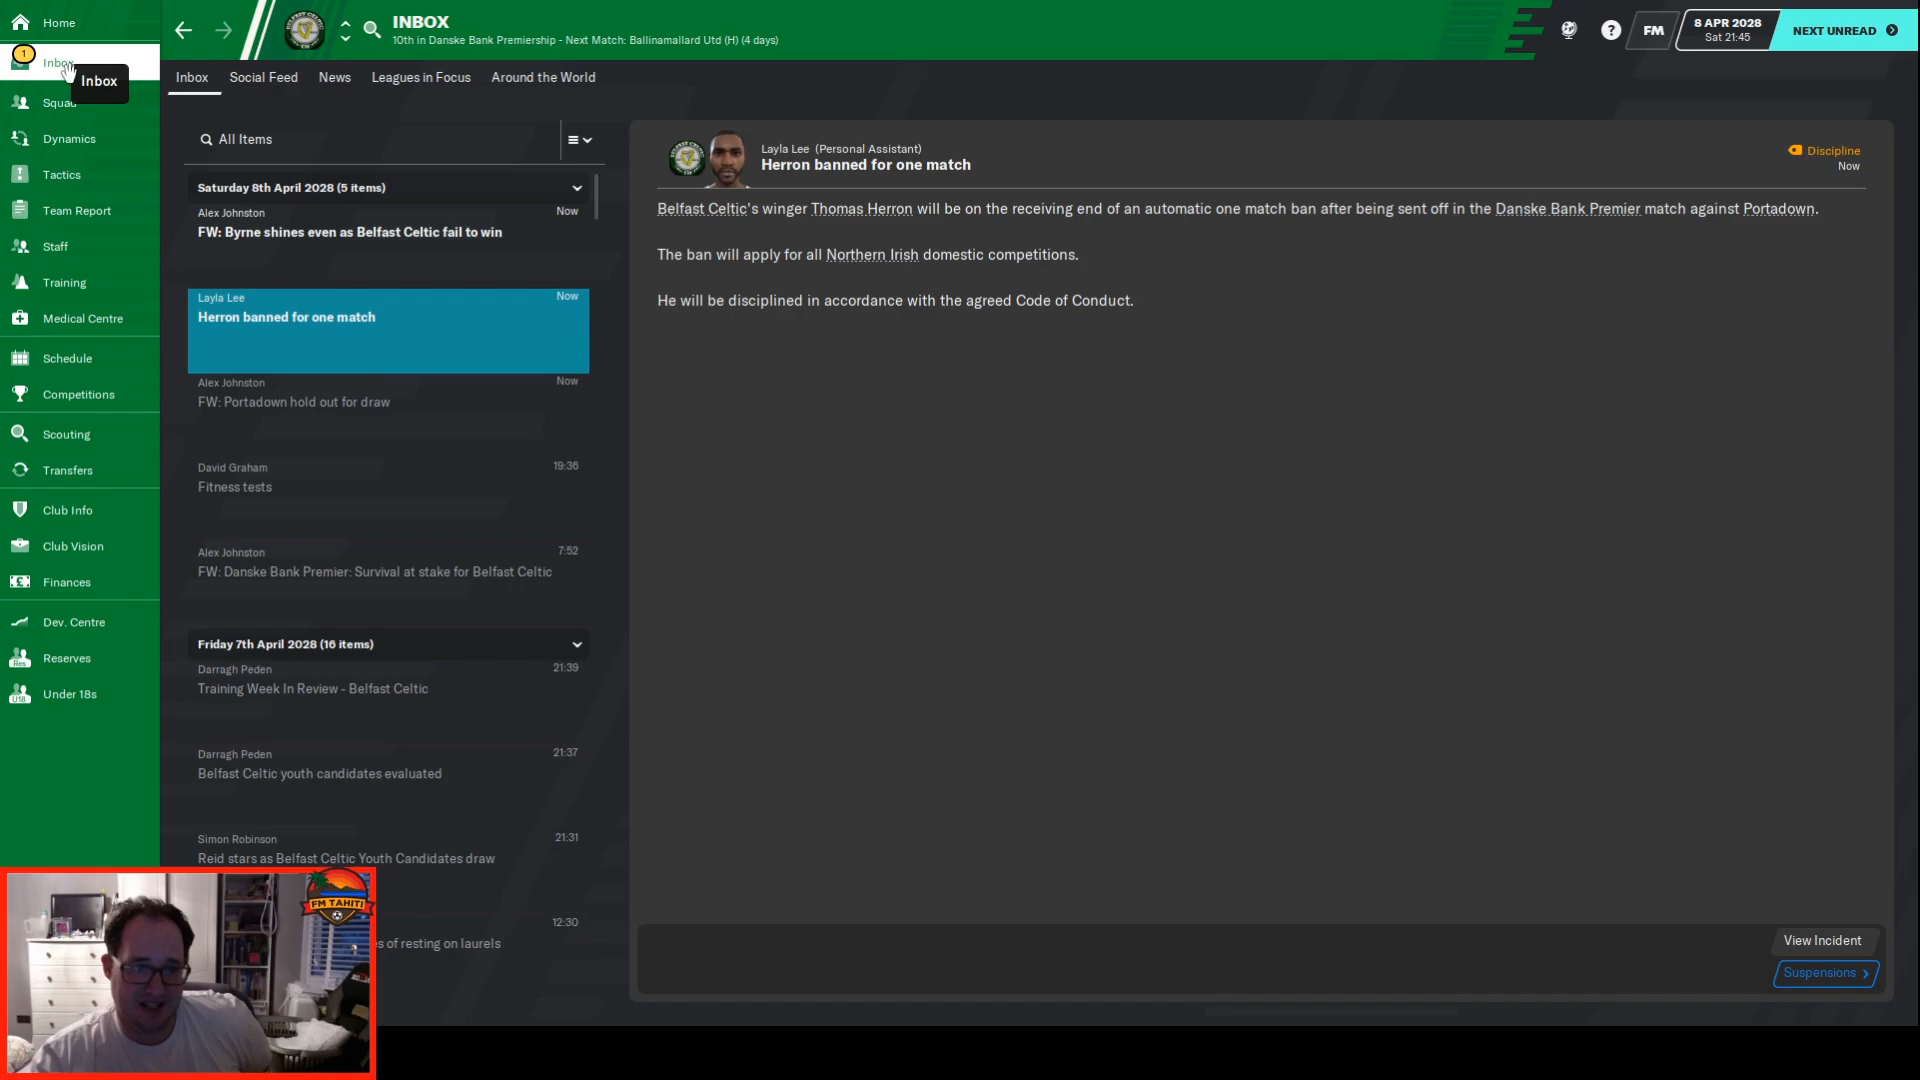 Home
INBOX
10th in Danske Bank Premiership - Next Match: Ballinamallard Utd (H) (4 days)
FM
8 APR 2028
Sat 21:45
NEXT UNREAD
1
Inbox
Inbox
Squad
Dynamics
Tactics
Team Report
Staff
Training
Medical Centre
Schedule
Competitions
Scouting
Transfers
Club Info
Club Vision
Finances
Dev. Centre
Res
Reserves
U18
Under 18s
Inbox
Social Feed
News
Leagues in Focus
Around the World
All Items
Saturday 8th April 2028 (5 items)
Alex Johnston
Now
FW: Byrne shines even as Belfast Celtic fail to win
Layla Lee
Now
Herron banned for one match
Alex Johnston
Now
FW: Portadown hold out for draw
David Graham
19:36
Fitness tests
Alex Johnston
7:52
FW: Danske Bank Premier: Survival at stake for Belfast Celtic
Friday 7th April 2028 (16 items)
Darragh Peden
21:39
Training Week In Review - Belfast Celtic
Darragh Peden
21:37
Belfast Celtic youth candidates evaluated
Simon Robinson
21:31
Reid stars as Belfast Celtic Youth Candidates draw
12:30
of resting on laurels
Layla Lee (Personal Assistant)
Herron banned for one match
Discipline
Now
Belfast Celtic's winger Thomas Herron will be on the receiving end of an automatic one match ban after being sent off in the Danske Bank Premier match against Portadown.
The ban will apply for all Northern Irish domestic competitions.
He will be disciplined in accordance with the agreed Code of Conduct.
View Incident
Suspensions
FM TAHITI